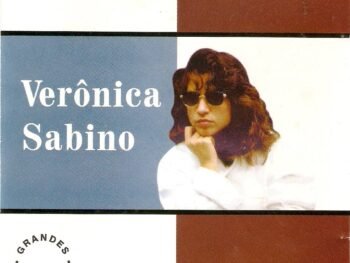 Verônica
Sabino
GRANDES